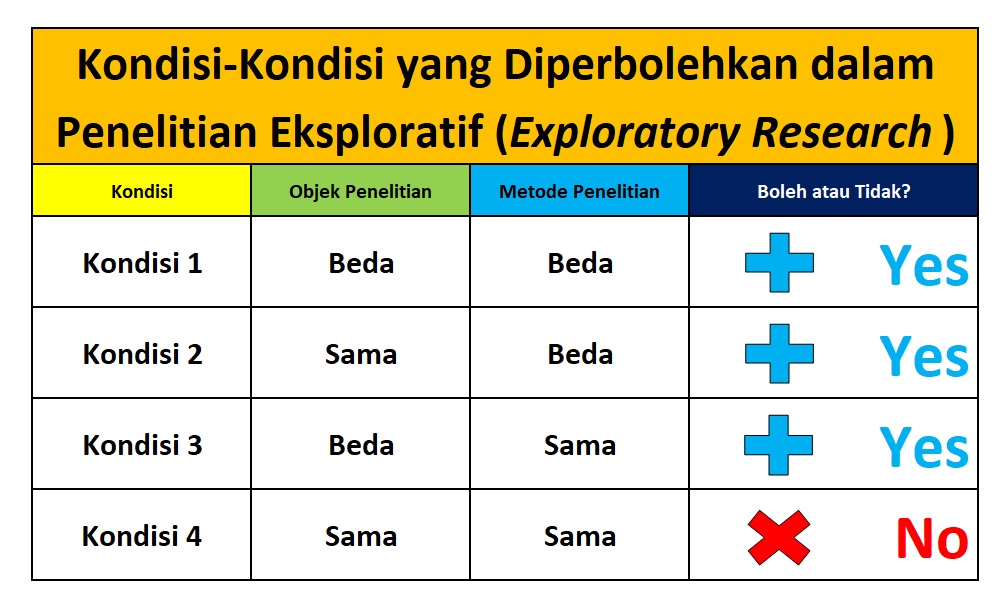 Kondisi-Kondisi yang Diperbolehkan dalam
Penelitian Eksploratif (Exploratory Research )
Kondisi Objek Penelitian Metode Penelitian Boleh atau Tidak?
Kondisi 1 Beda Beda Yes
Kondisi 2 Sama Beda Yes
Kondisi 3 Beda Sama Yes
Kondisi 4 Sama Sama No